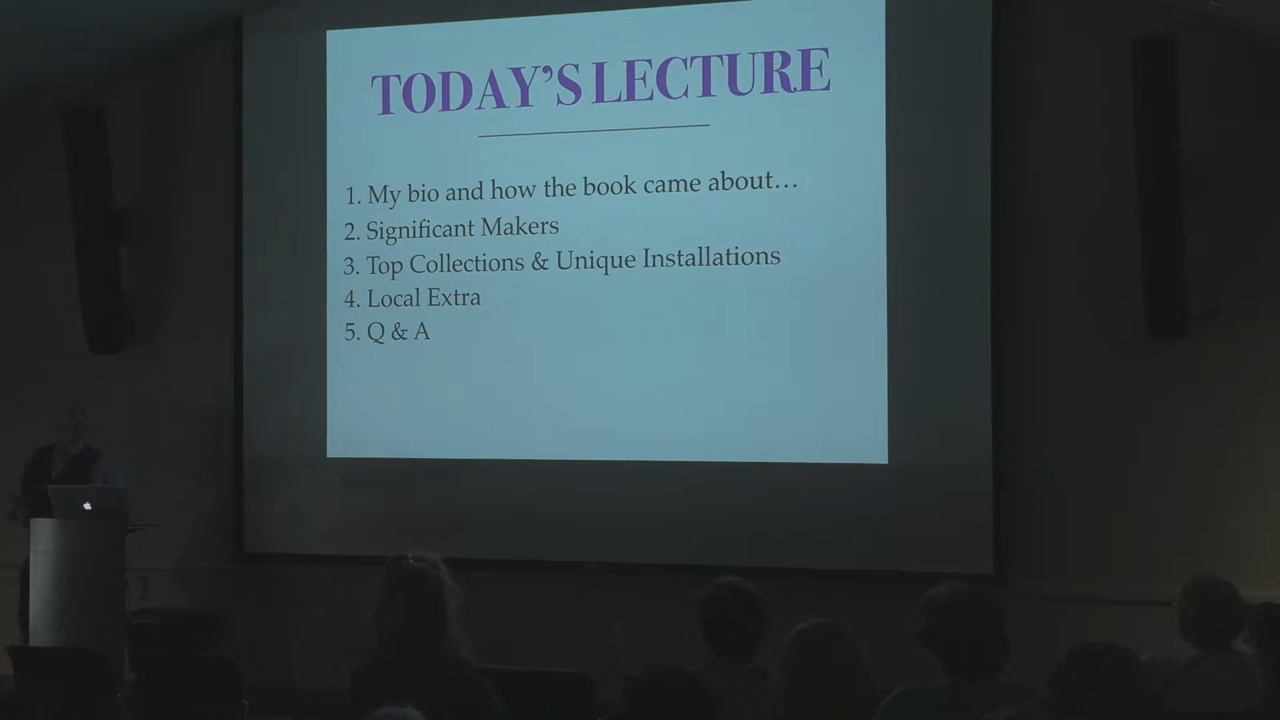 TODAY'S LECTURE
1. My bio and how the book came about…
2. Significant Makers
3. Top Collections & Unique Installations
4. Local Extra
5. Q & A